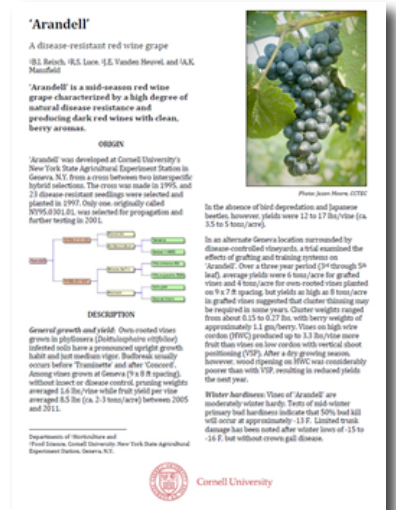 'Arandell'
A disease-resistant red wine grape
¹B.I. Reisch, ¹R.S. Luce, ¹J.E. Vanden Heuvel, and ²A.K.
Mansfield
'Arandell' is a mid-season red wine
grape characterized by a high degree of
natural disease resistance and
producing dark red wines with clean,
berry aromas.
ORIGIN
'Arandell' was developed at Cornell University's
New York State Agricultural Experiment Station in
Geneva, N.Y. from a cross between two interspecific
hybrid selections. The cross was made in 1995, and
23 disease-resistant seedlings were selected and
planted in 1997. Only one, originally called
NY95.0301.01, was selected for propagation and
further testing in 2001.
DESCRIPTION
General growth and yield: Own-rooted vines
grown in phylloxera (Daktulosphaira vitifoliae)
infested soils have a pronounced upright growth
habit and just medium vigor. Budbreak usually
occurs before 'Traminette' and after 'Concord'.
Among vines grown at Geneva (9 x 8 ft spacing),
without insect or disease control, pruning weights
averaged 1.6 lbs/vine while fruit yield per vine
averaged 8.5 lbs (ca. 2-3 tons/acre) between 2005
and 2011.
Departments of ¹Horticulture and
²Food Science, Cornell University, New York State Agricultural
Experiment Station, Geneva, N.Y.
Photo: Jason Moore, CCTEC
In the absence of bird depredation and Japanese
beetles, however, yields were 12 to 17 lbs/vine (ca.
3.5 to 5 tons/acre).
In an alternate Geneva location surrounded by
disease-controlled vineyards, a trial examined the
effects of grafting and training systems on
'Arandell'. Over a three year period (3rd through 5th
leaf), average yields were 6 tons/acre for grafted
vines and 4 tons/acre for own-rooted vines planted
on 9 x 7 ft spacing, but yields as high as 8 tons/acre
in grafted vines suggested that cluster thinning may
be required in some years. Cluster weights ranged
from about 0.15 to 0.27 lbs, with berry weights of
approximately 1.1 gm/berry. Vines on high wire
cordon (HWC) produced up to 3.3 lbs/vine more
fruit than vines on low cordon with vertical shoot
positioning (VSP). After a dry growing season,
however, wood ripening on HWC was considerably
poorer than with VSP, resulting in reduced yields
the next year.
Winter hardiness: Vines of 'Arandell' are
moderately winter hardy. Tests of mid-winter
primary bud hardiness indicate that 50% bud kill
will occur at approximately -13 F. Limited trunk
damage has been noted after winter lows of -15 to
-16 F, but without crown gall disease.
Cornell University